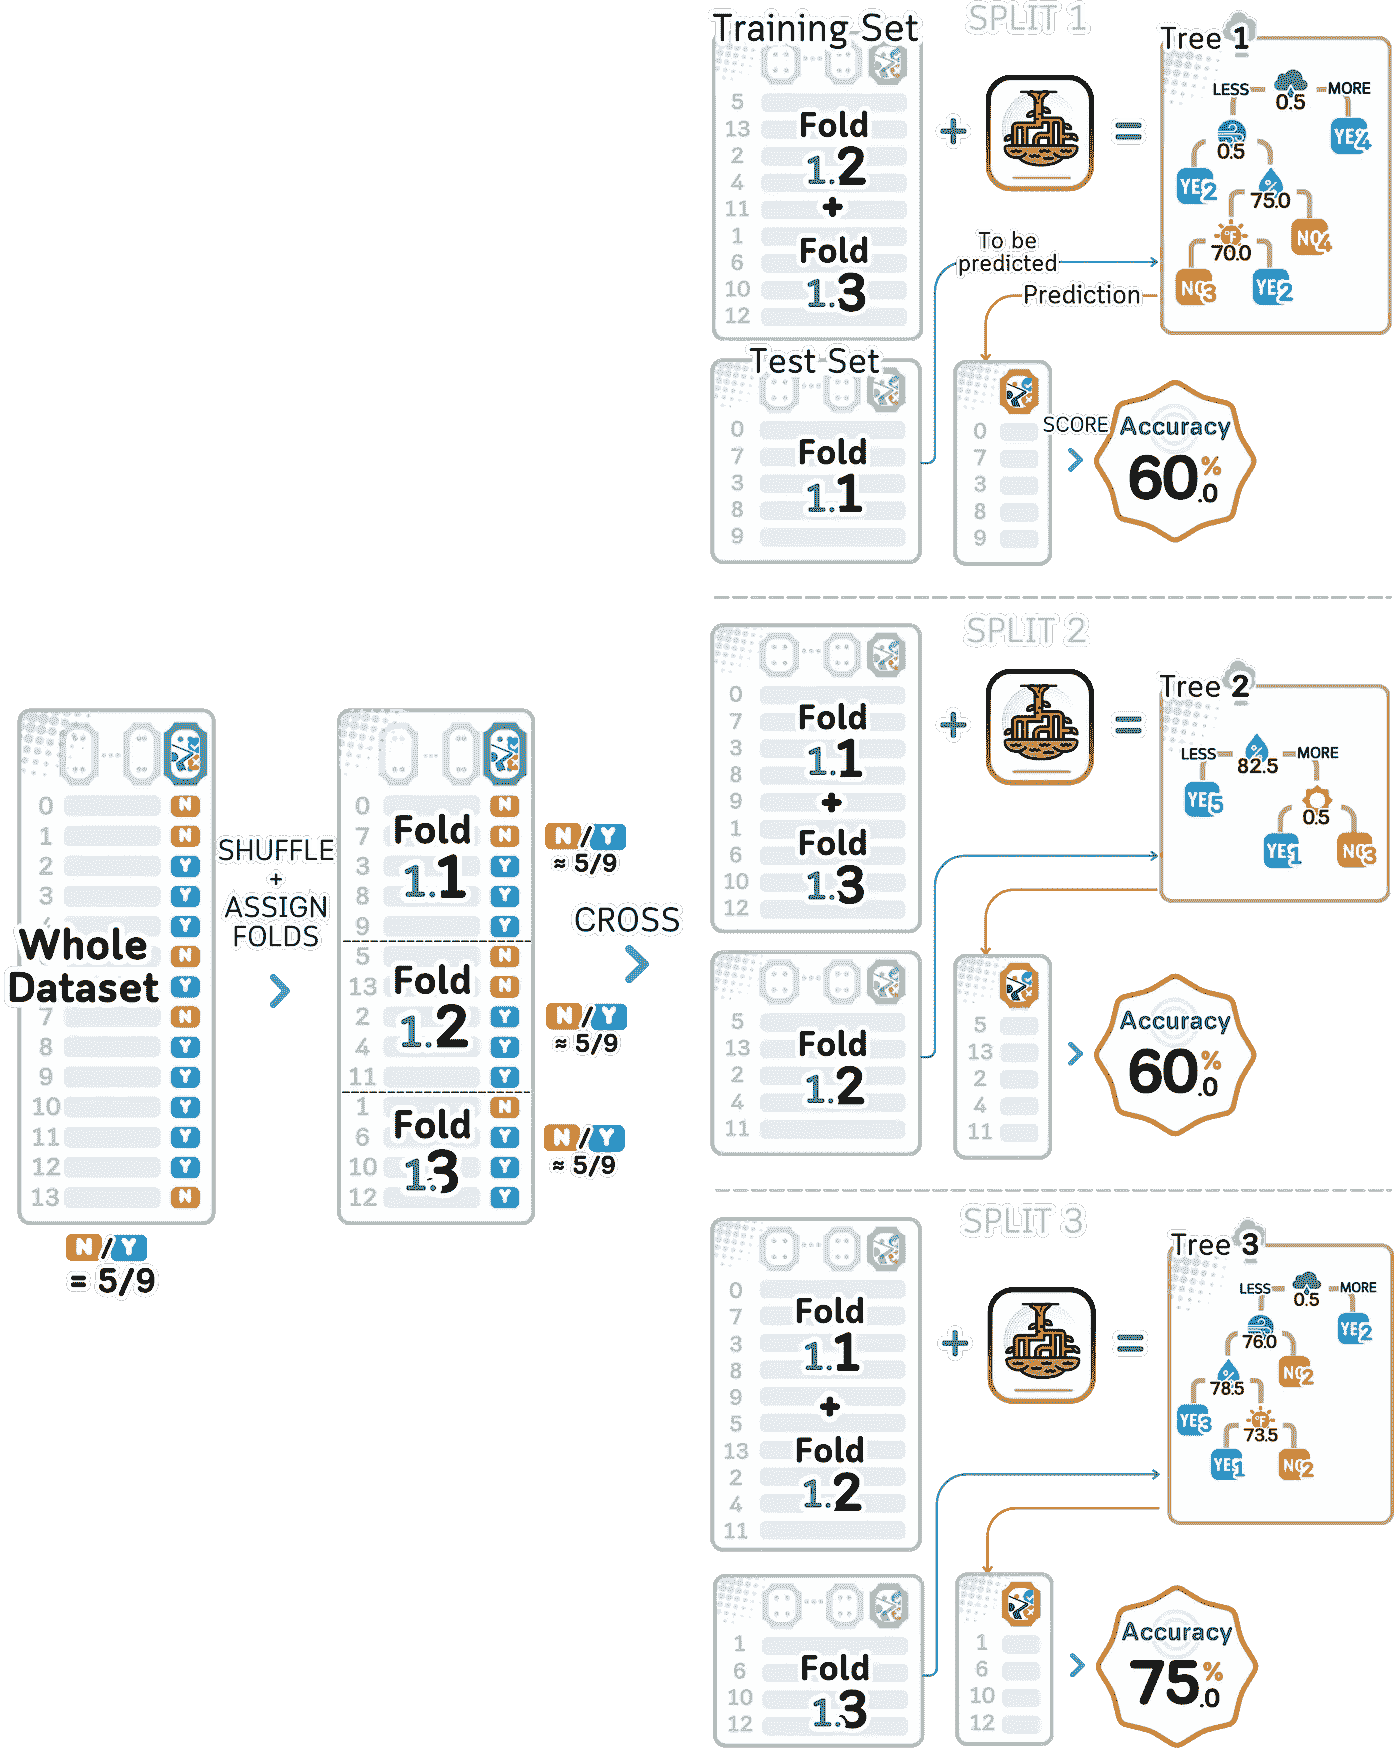 Whole
Dataset
0 N
1 N
2 Y
3 Y
4 Y
N
Y
7 N
8 Y
9 Y
10 Y
11 Y
12 Y
13 N
N/Y
= 5/9
SHUFFLE
+
ASSIGN
FOLDS
Fold
1.1
0 N
7 N
3 Y
8 Y
9 Y
N/Y
≈ 5/9
Fold
1.2
5 N
13 N
2 Y
4 Y
11 Y
N/Y
≈ 5/9
Fold
1.3
1 N
6 Y
10 Y
12 Y
N/Y
≈ 5/9
CROSS
SPLIT 1
Training Set
5
13
2
4
11
1
6
10
12
Fold
1.2
+
Fold
1.3
+
=
Tree 1
LESS
MORE
0.5
YES 4
0.5
YES 2
%
75.0
°F
70.0
NO 4
NO 3
YES 2
To be
predicted
Prediction
Test Set
0
7
3
8
9
Fold
1.1
0
7
3
8
9
SCORE
Accuracy
60.0%
SPLIT 2
0
7
3
8
9
1
6
10
12
Fold
1.1
+
Fold
1.3
+
=
Tree 2
LESS
MORE
%
82.5
YES 5
0.5
YES 1
NO 3
5
13
2
4
11
Fold
1.2
5
13
2
4
11
Accuracy
60.0%
SPLIT 3
0
7
3
8
9
5
13
2
4
11
Fold
1.1
+
Fold
1.2
+
=
Tree 3
LESS
MORE
0.5
YES 2
76.0
NO 2
%
78.5
YES 3
°F
73.5
YES 1
NO 2
1
6
10
12
Fold
1.3
1
6
10
12
Accuracy
75.0%